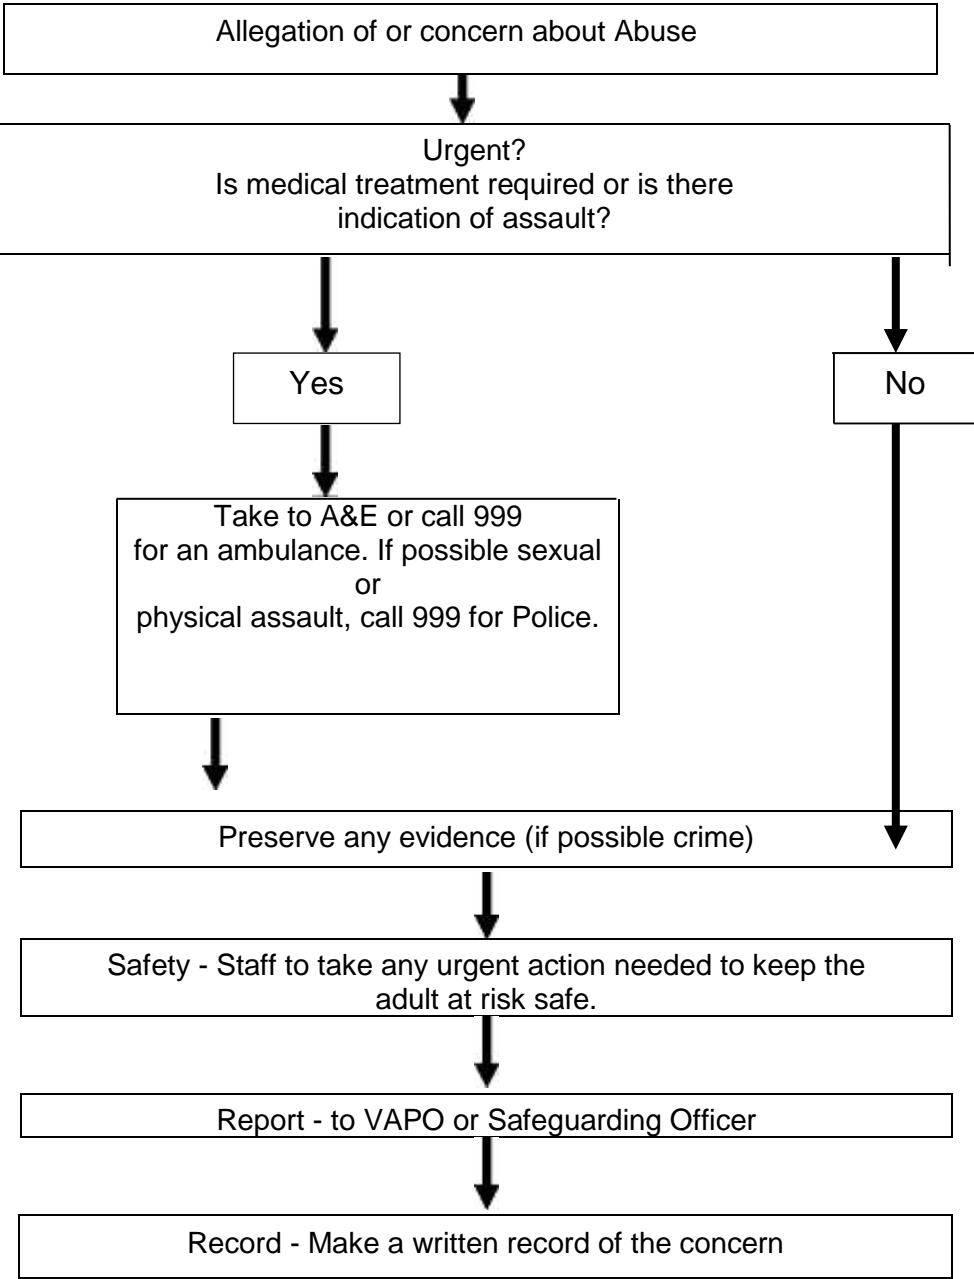 Allegation of or concern about Abuse
Urgent?
Is medical treatment required or is there
indication of assault?
Yes
No
Take to A&E or call 999
for an ambulance. If possible sexual
or
physical assault, call 999 for Police.
Preserve any evidence (if possible crime)
Safety - Staff to take any urgent action needed to keep the
adult at risk safe.
Report - to VAPO or Safeguarding Officer
Record - Make a written record of the concern